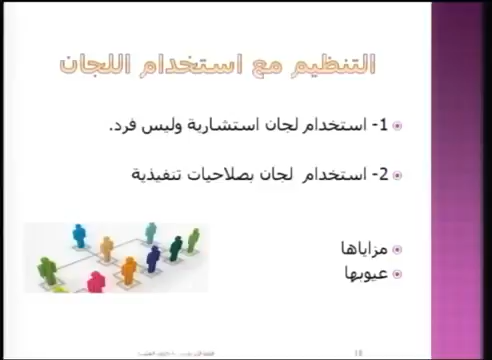 التنظيم مع استخدام اللجان
1- استخدام لجان استشارية وليس فرد.
2- استخدام لجان بصلاحيات تنفيذية
مزاياها
عيوبها
18